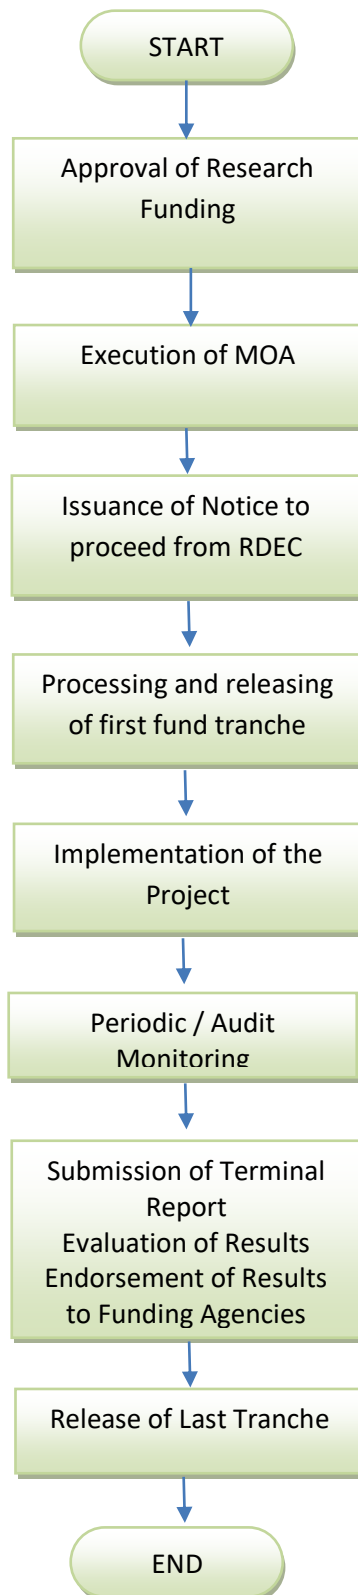 START
Approval of Research
Funding
Execution of MOA
Issuance of Notice to
proceed from RDEC
Processing and releasing
of first fund tranche
Implementation of the
Project
Periodic / Audit
Monitoring
Submission of Terminal
Report
Evaluation of Results
Endorsement of Results
to Funding Agencies
Release of Last Tranche
END